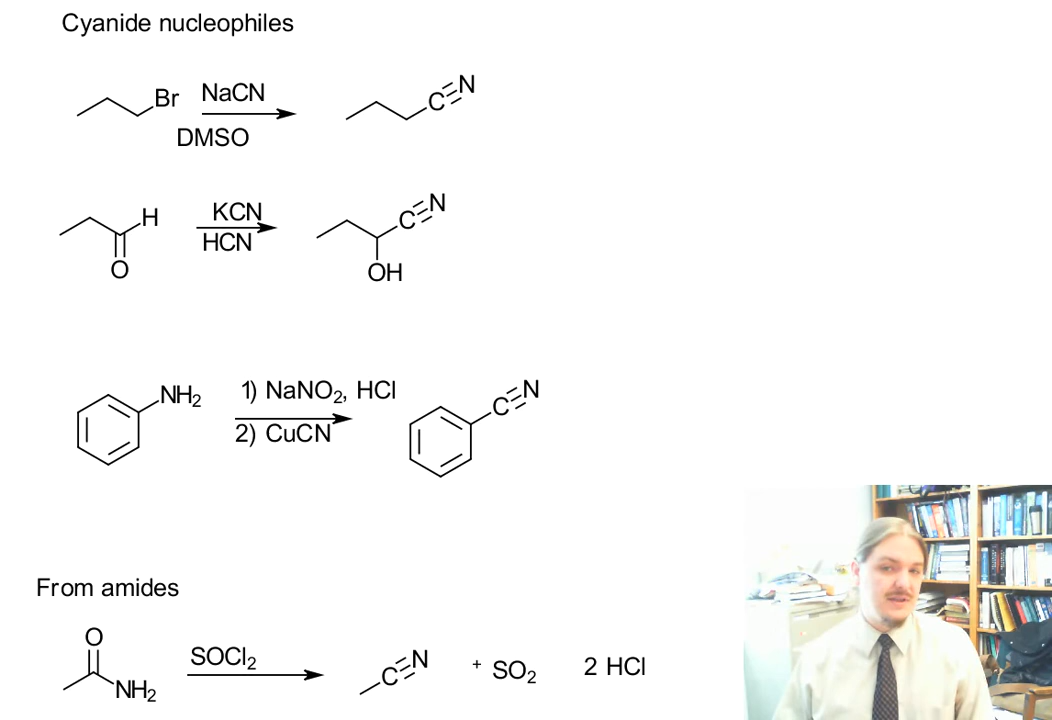 Cyanide nucleophiles
Br NaCN C≡N
DMSO
H KCN C≡N
HCN
O OH
NH₂ 1) NaNO₂, HCl C≡N
2) CuCN
From amides
O
SOCl₂ C≡N + SO₂ 2 HCl
NH₂